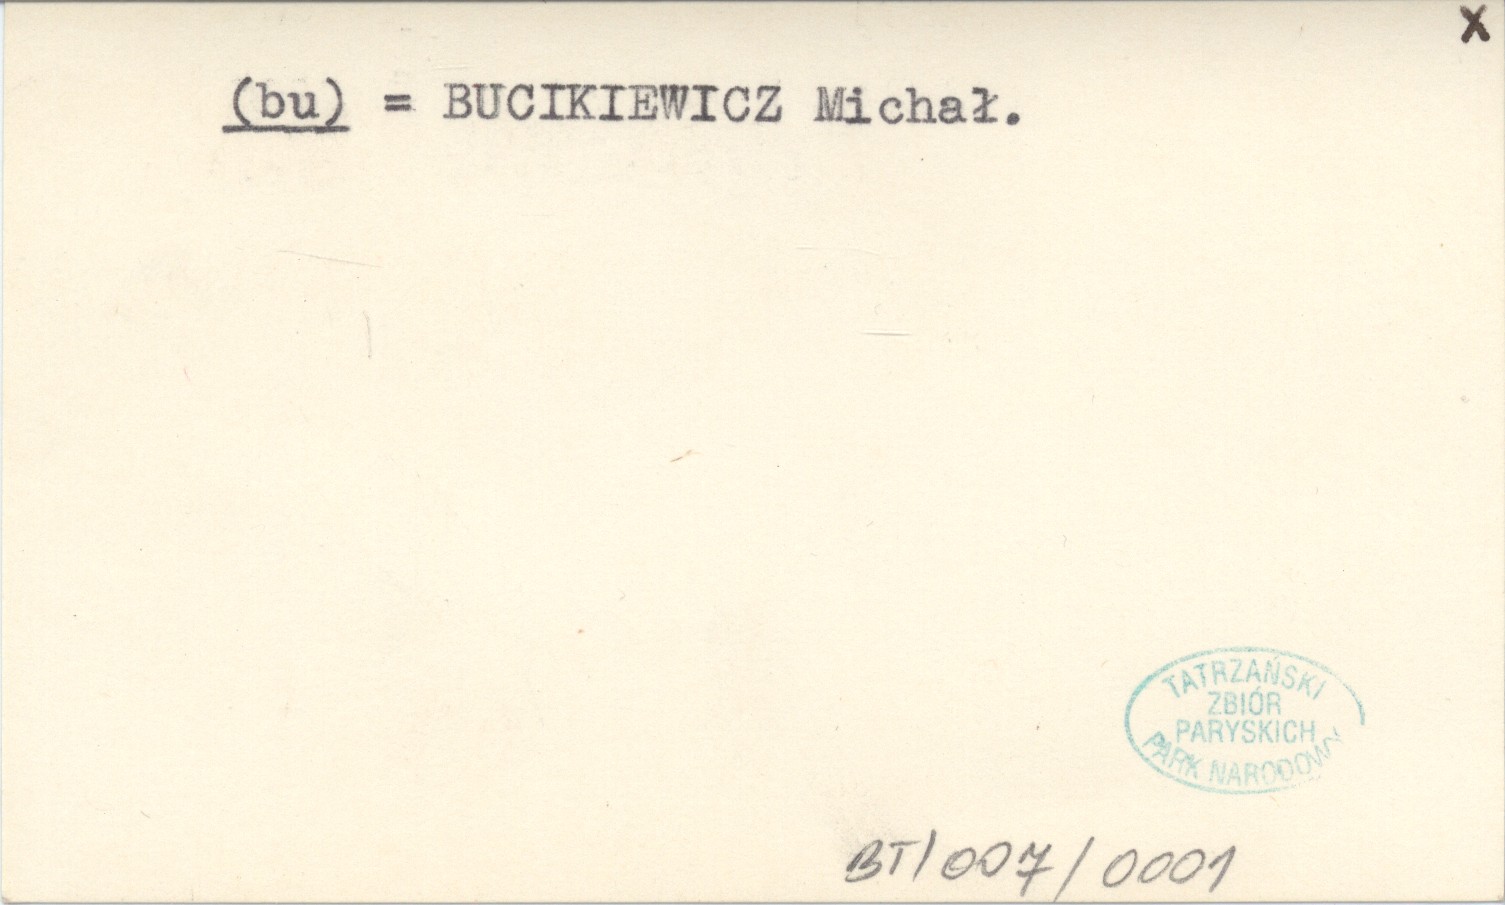 X
(bu) = BUCIKIEWICZ Michał.
TATRZAŃSKI
ZBIÓR
PARYSKICH
PARK NARODOWY
BT/007/0001